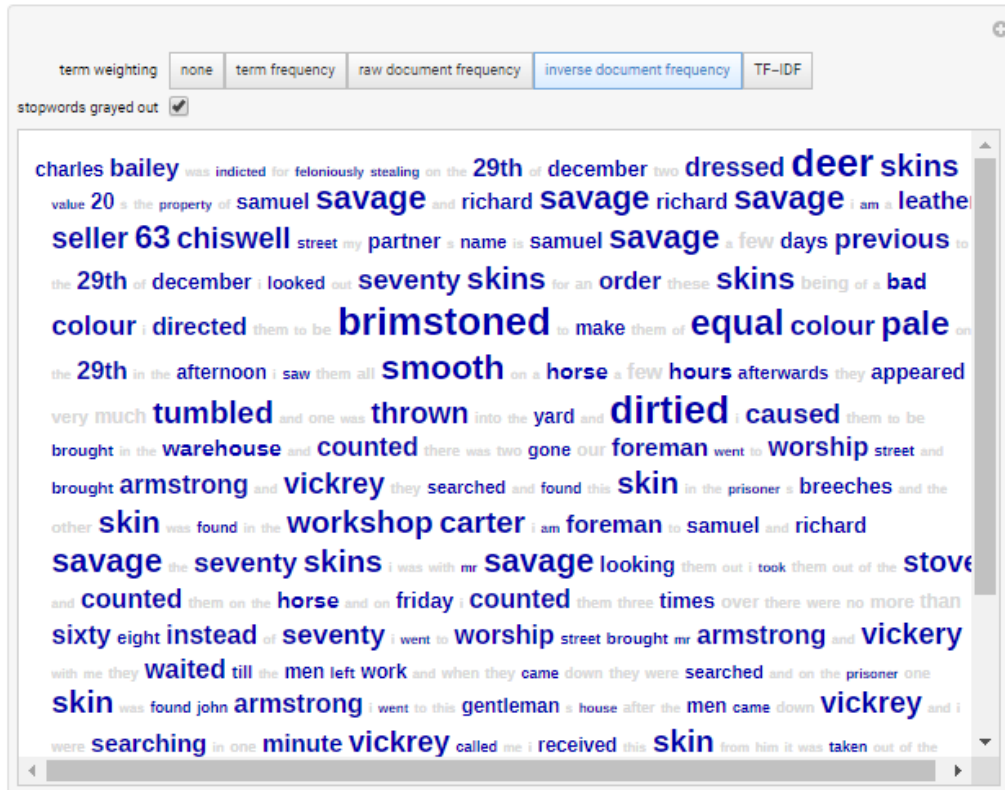 term weighting none term frequency raw document frequency inverse document frequency TF–IDF
stopwords grayed out
charles bailey was indicted for feloniously stealing on the 29th of december two dressed deer skins
value 20 s the property of samuel savage and richard savage richard savage i am a leather
seller 63 chiswell street my partner s name is samuel savage a few days previous to
the 29th of december i looked out seventy skins for an order these skins being of a bad
colour i directed them to be brimstoned to make them of equal colour pale on
the 29th in the afternoon i saw them all smooth on a horse a few hours afterwards they appeared
very much tumbled and one was thrown into the yard and dirtied i caused them to be
brought in the warehouse and counted there was two gone our foreman went to worship street and
brought armstrong and vickrey they searched and found this skin in the prisoner s breeches and the
other skin was found in the workshop carter i am foreman to samuel and richard
savage the seventy skins i was with mr savage looking them out i took them out of the stove
and counted them on the horse and on friday i counted them three times over there were no more than
sixty eight instead of seventy i went to worship street brought mr armstrong and vickery
with me they waited till the men left work and when they came down they were searched and on the prisoner one
skin was found john armstrong i went to this gentleman s house after the men came down vickrey and i
were searching in one minute vickrey called me i received this skin from him it was taken out of the